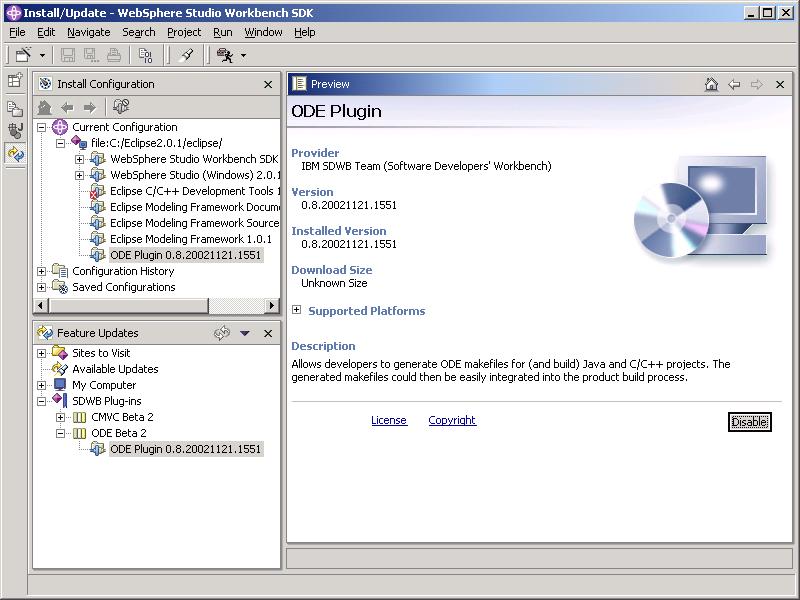 Install/Update - WebSphere Studio Workbench SDK
File Edit Navigate Search Project Run Window Help
Install Configuration
Current Configuration
file:C:/Eclipse2.0.1/eclipse/
WebSphere Studio Workbench SDK
WebSphere Studio (Windows) 2.0.1
Eclipse C/C++ Development Tools 1
Eclipse Modeling Framework Docum
Eclipse Modeling Framework Source
Eclipse Modeling Framework 1.0.1
ODE Plugin 0.8.20021121.1551
Configuration History
Saved Configurations
Feature Updates
Sites to Visit
Available Updates
My Computer
SDWB Plug-ins
CMVC Beta 2
ODE Beta 2
ODE Plugin 0.8.20021121.1551
Preview
ODE Plugin
Provider
IBM SDWB Team (Software Developers' Workbench)
Version
0.8.20021121.1551
Installed Version
0.8.20021121.1551
Download Size
Unknown Size
Supported Platforms
Description
Allows developers to generate ODE makefiles for (and build) Java and C/C++ projects. The
generated makefiles could then be easily integrated into the product build process.
License Copyright Disable